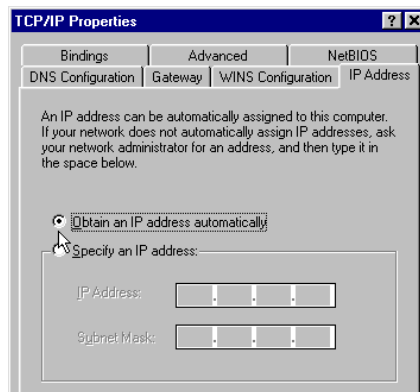 TCP/IP Properties
Bindings Advanced NetBIOS
DNS Configuration Gateway WINS Configuration IP Address
An IP address can be automatically assigned to this computer.
If your network does not automatically assign IP addresses, ask
your network administrator for an address, and then type it in
the space below.
Obtain an IP address automatically
Specify an IP address:
IP Address:
Subnet Mask: